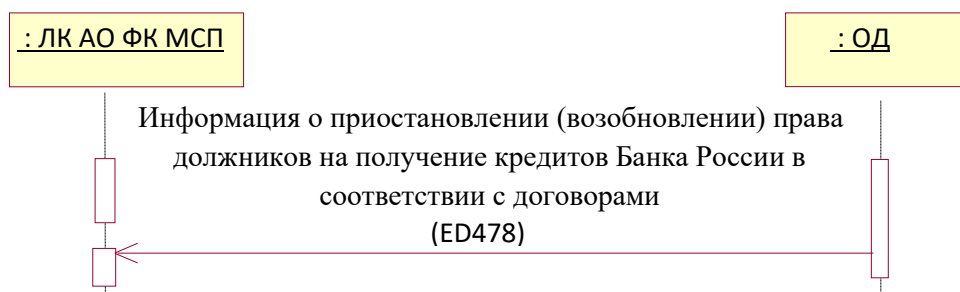 : ЛК АО ФК МСП
: ОД
Информация о приостановлении (возобновлении) права
должников на получение кредитов Банка России в
соответствии с договорами
(ED478)